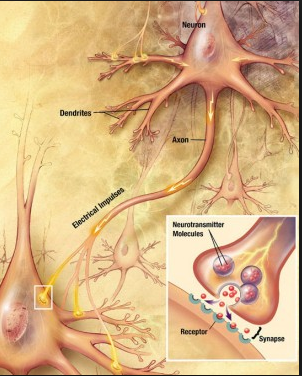 Neuron
Dendrites
Axon
Electrical Impulses
Neurotransmitter
Molecules
Receptor
Synapse